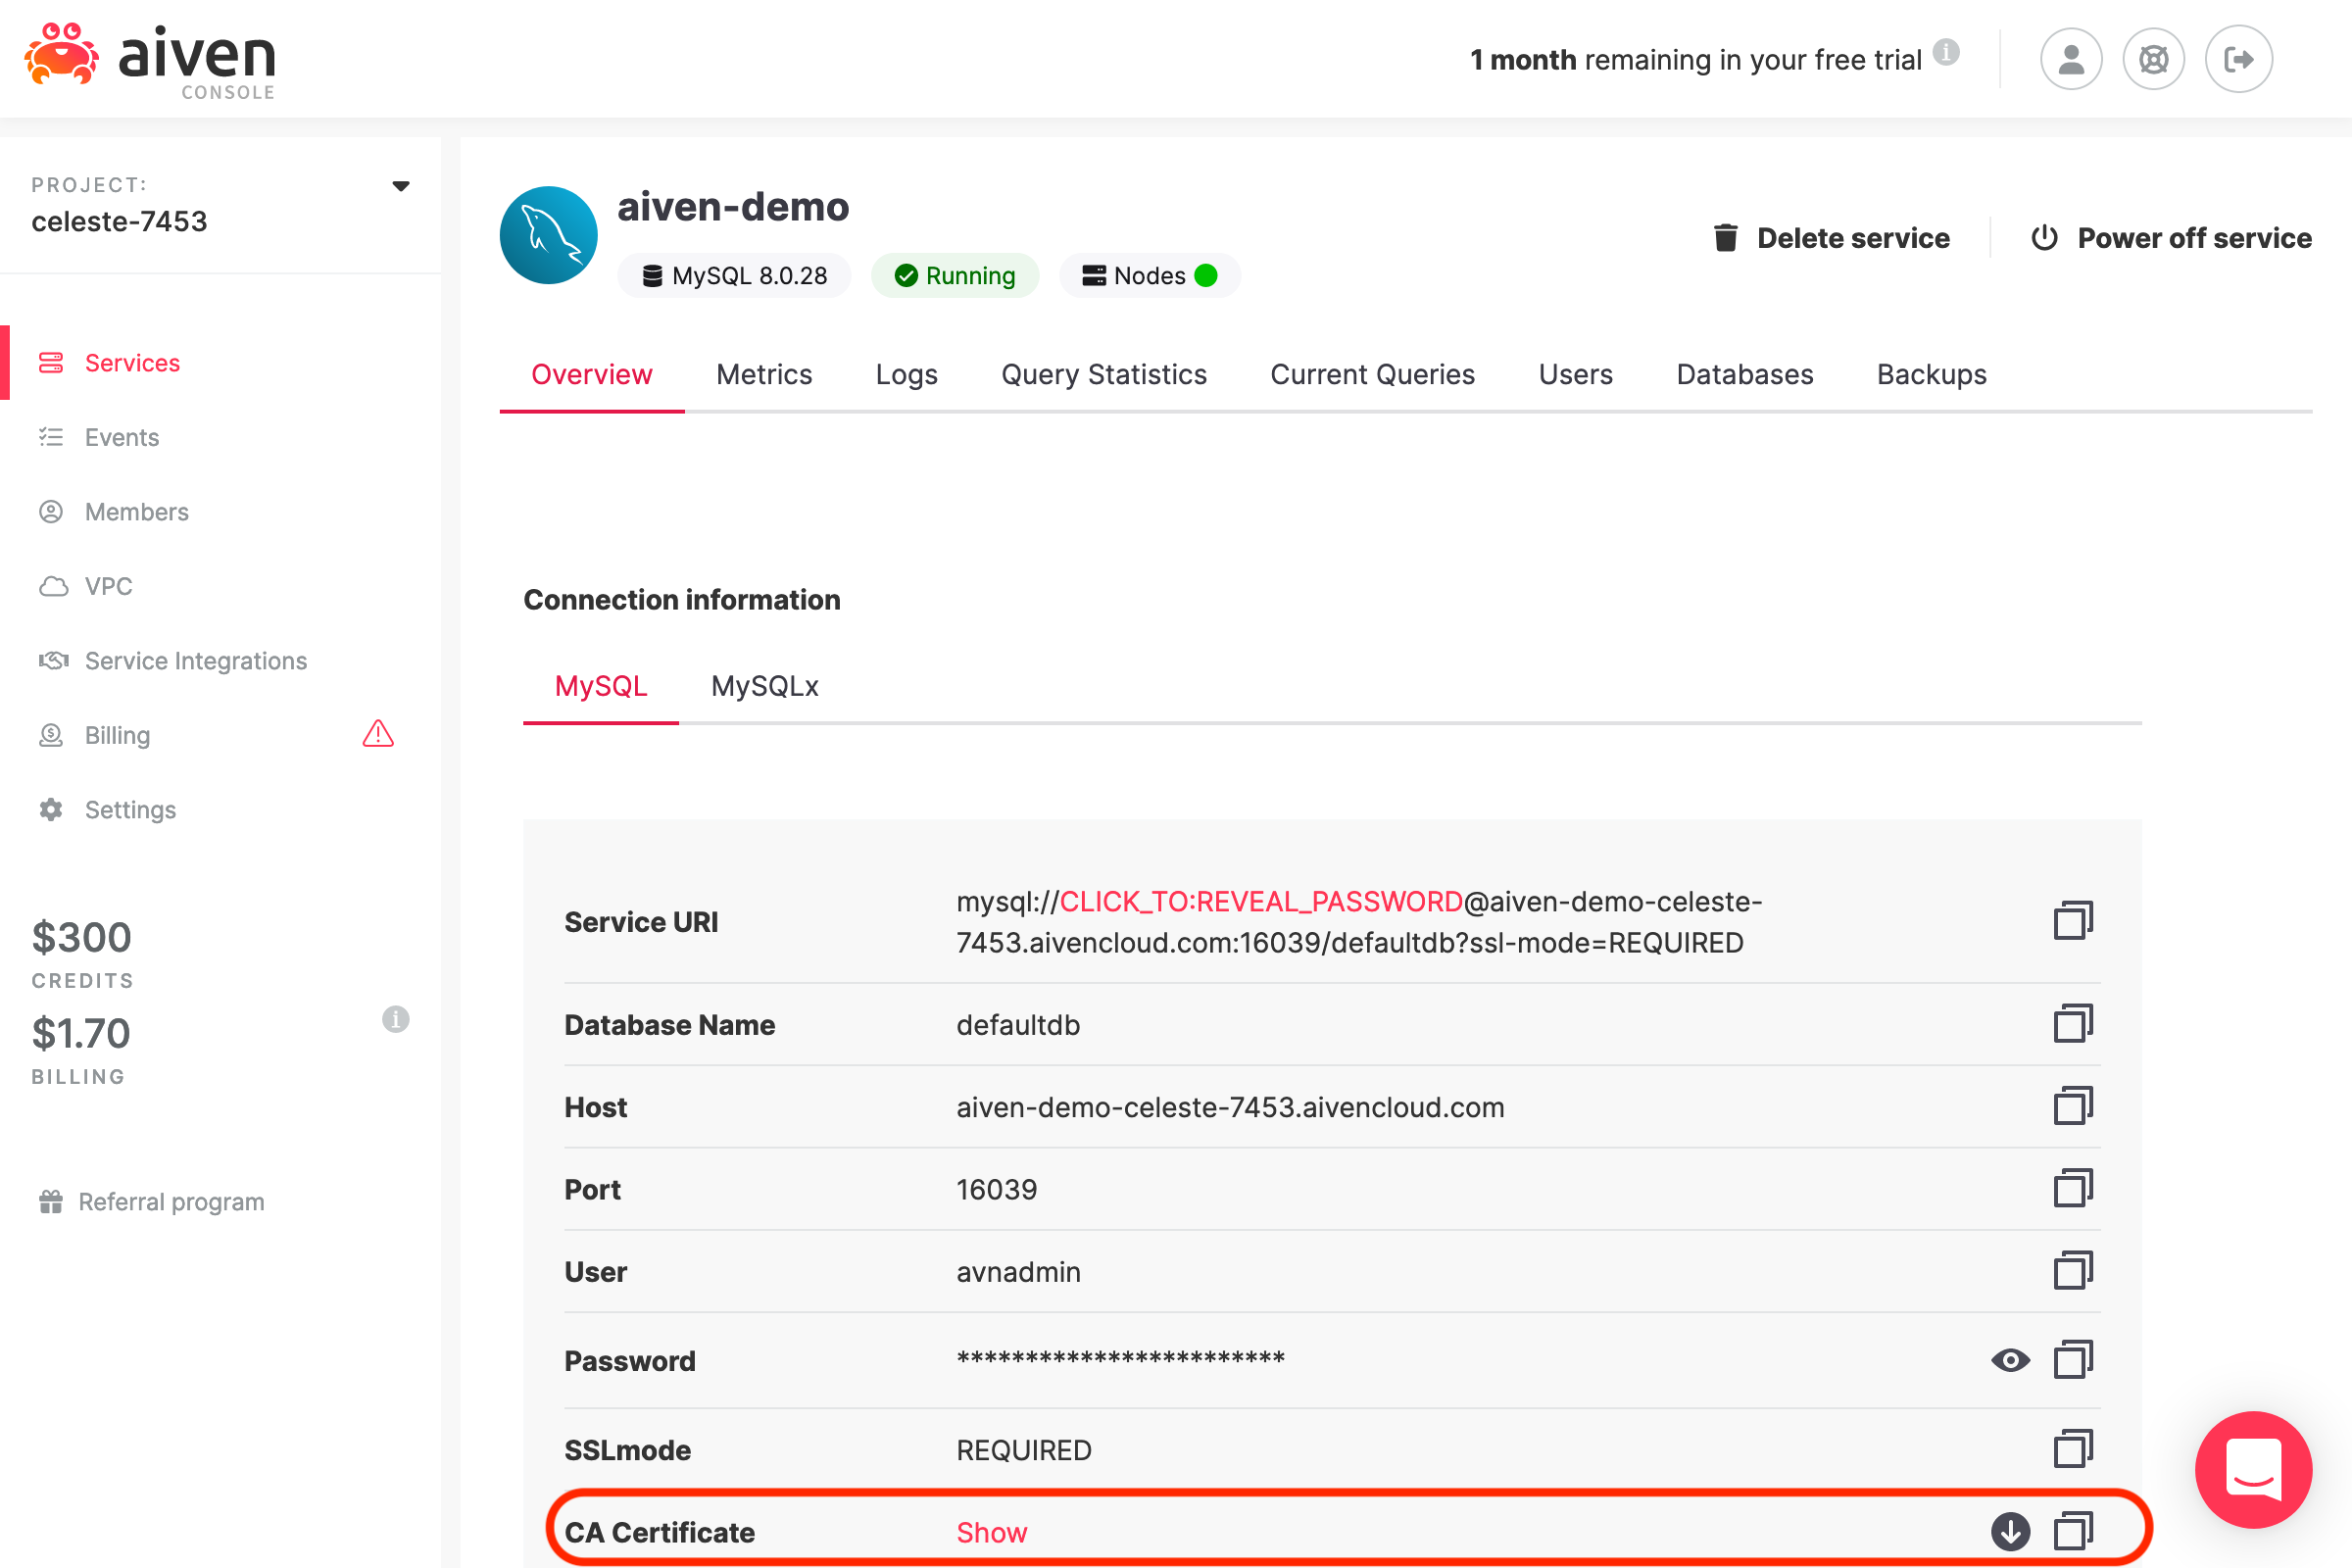 aiven
CONSOLE
1 month remaining in your free trial
PROJECT:
celeste-7453
Services
Events
Members
VPC
Service Integrations
Billing
Settings
$300
CREDITS
$1.70
BILLING
Referral program
aiven-demo
MySQL 8.0.28 Running Nodes
Delete service Power off service
Overview Metrics Logs Query Statistics Current Queries Users Databases Backups
Connection information
MySQL MySQLx
Service URI mysql://CLICK_TO:REVEAL_PASSWORD@aiven-demo-celeste-
7453.aivencloud.com:16039/defaultdb?ssl-mode=REQUIRED
Database Name defaultdb
Host aiven-demo-celeste-7453.aivencloud.com
Port 16039
User avnadmin
Password ************************
SSLmode REQUIRED
CA Certificate Show